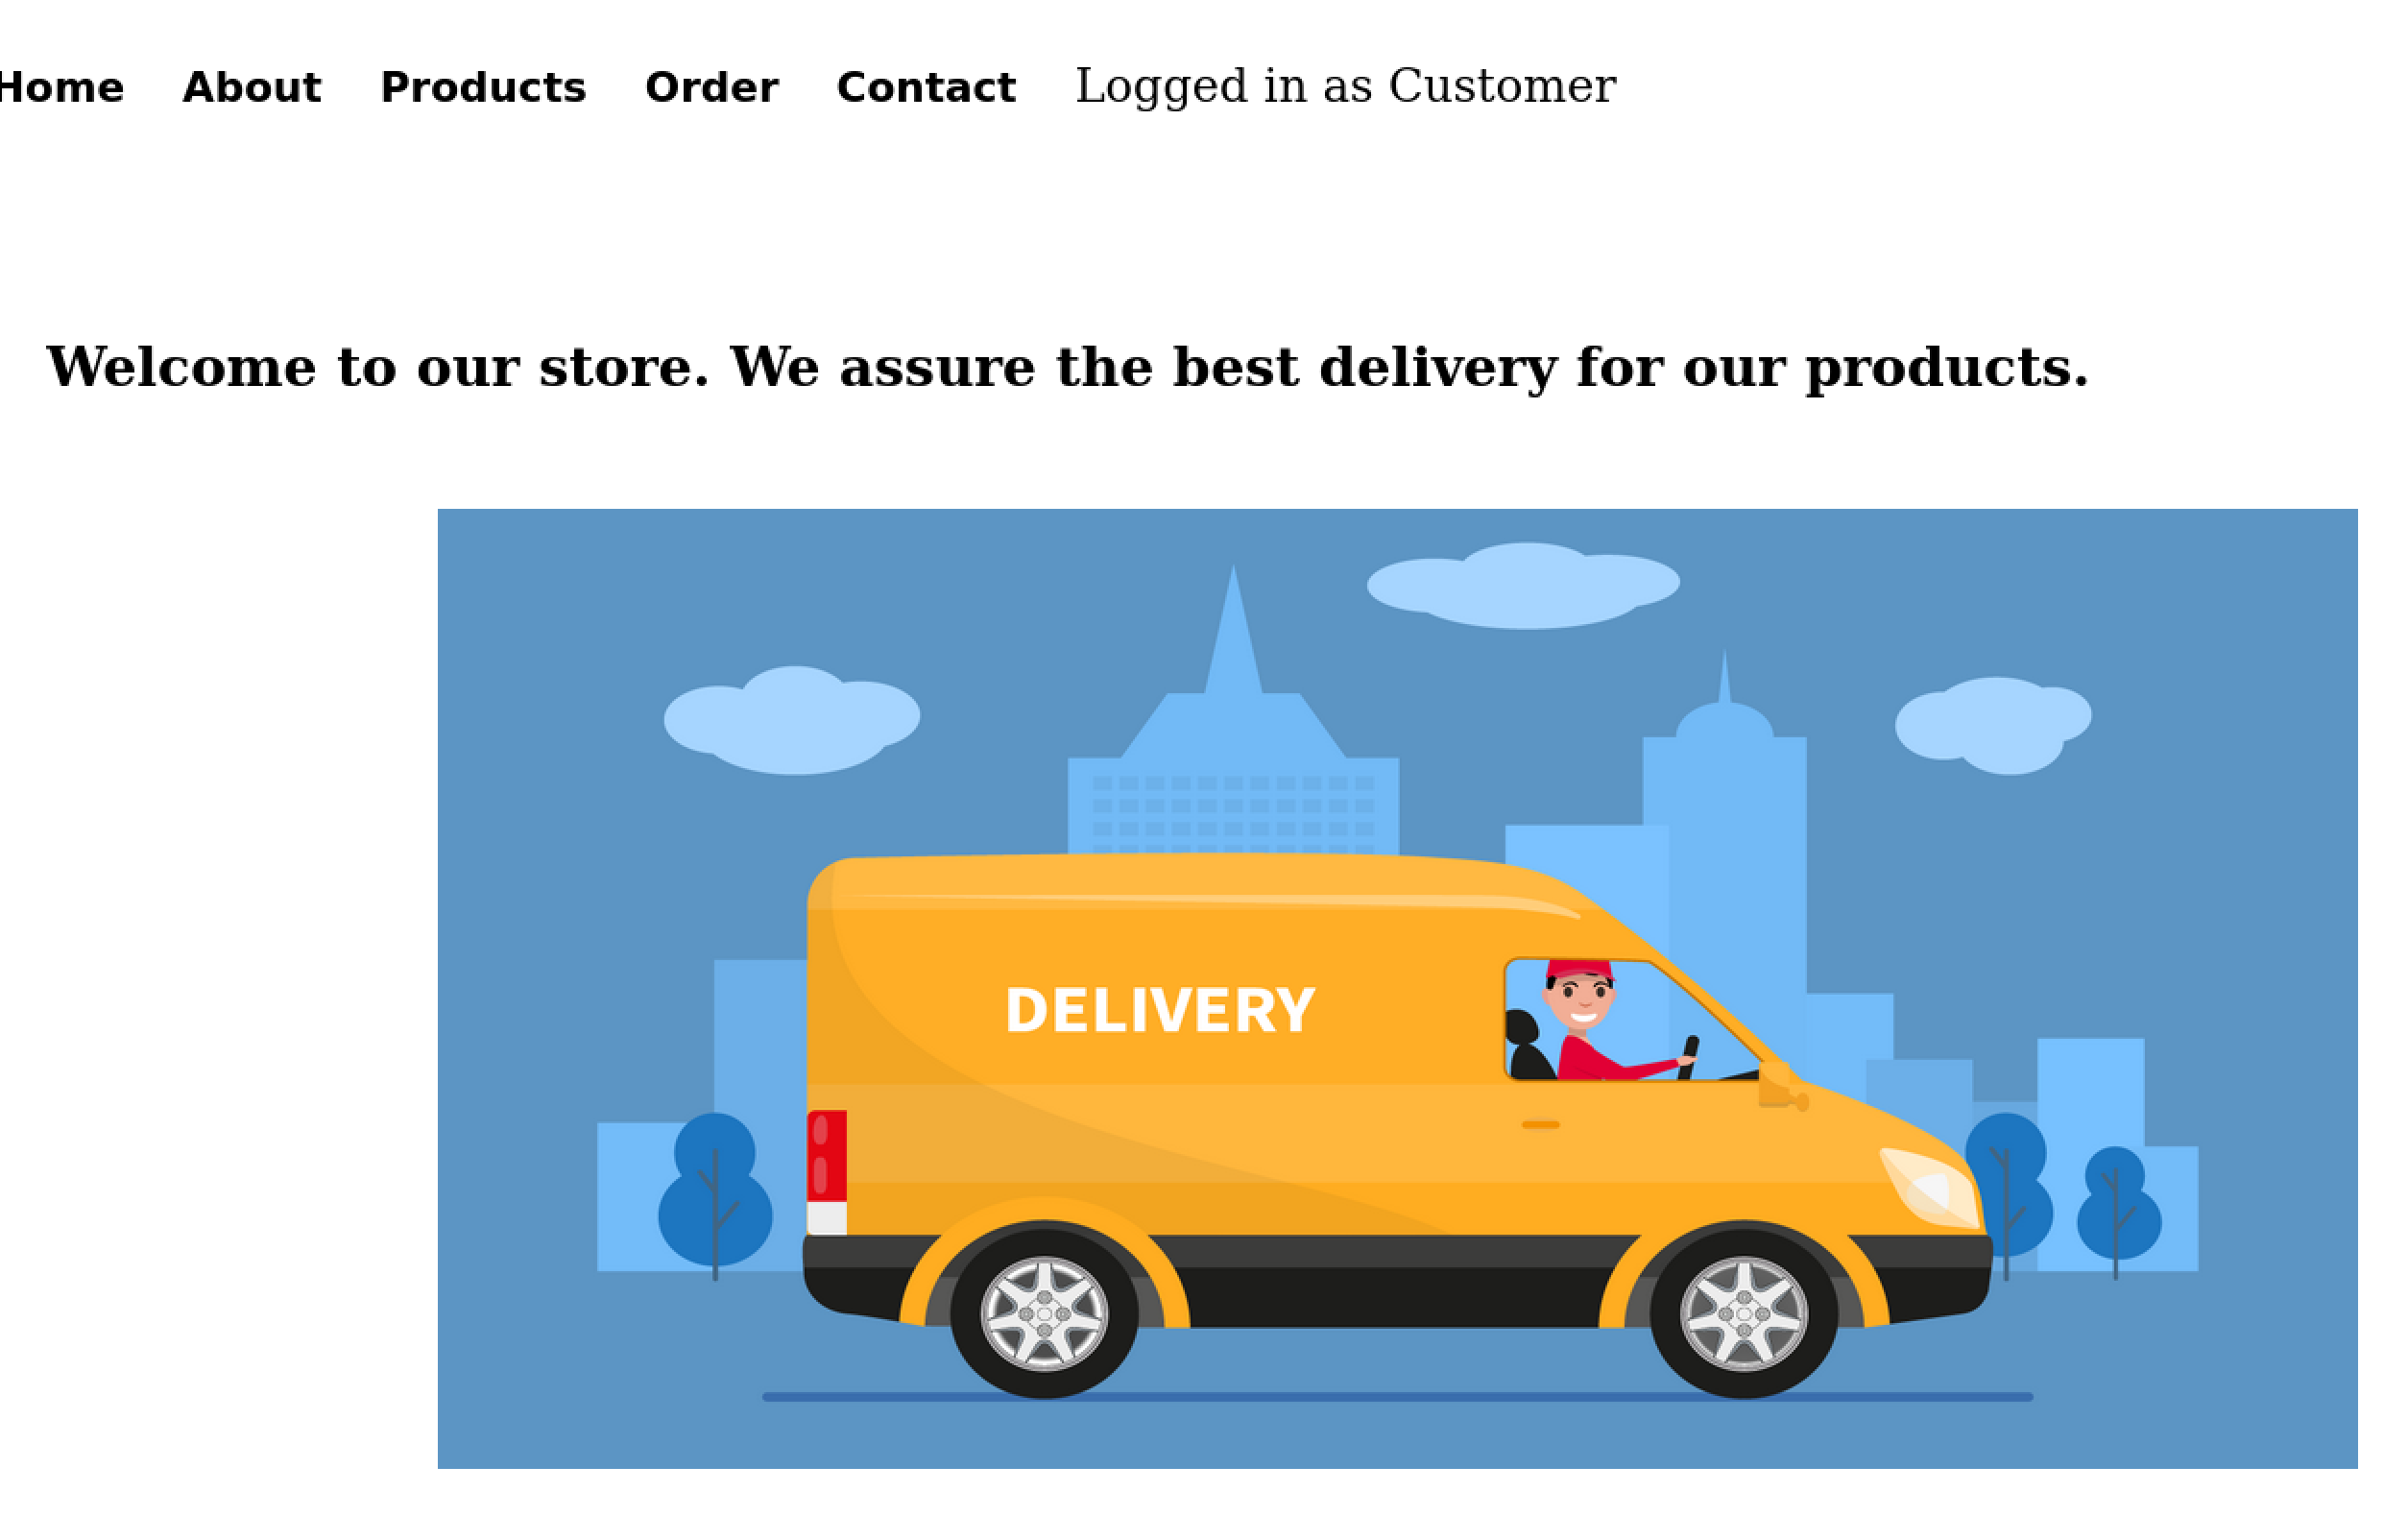 Home About Products Order Contact Logged in as Customer
Welcome to our store. We assure the best delivery for our products.
DELIVERY